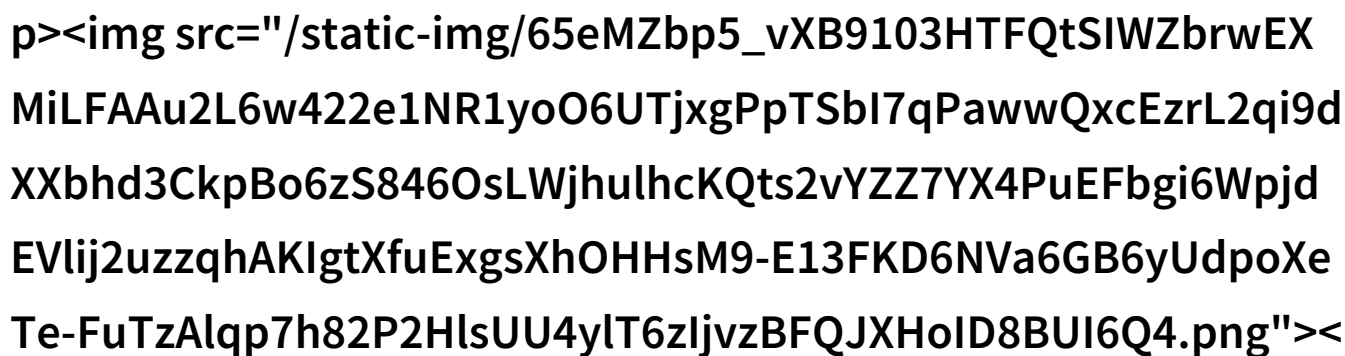 p><img src="/static-img/65eMZbp5_vXB9103HTFQtSIWZbrwEX
MiLFAAu2L6w422e1NR1yoO6UTjxgPpTSbI7qPawwQxcEzrL2qi9d
XXbhd3CkpBo6zS846OsLWjhulhcKQts2vYZZ7YX4PuEFbgi6Wpjd
EVlij2uzzqhAKIgtXfuExgsXhOHHsM9-E13FKD6NVa6GB6yUdpoXe
Te-FuTzAlqp7h82P2HlsUU4ylT6zIjvzBFQJXHoID8BUI6Q4.png"><